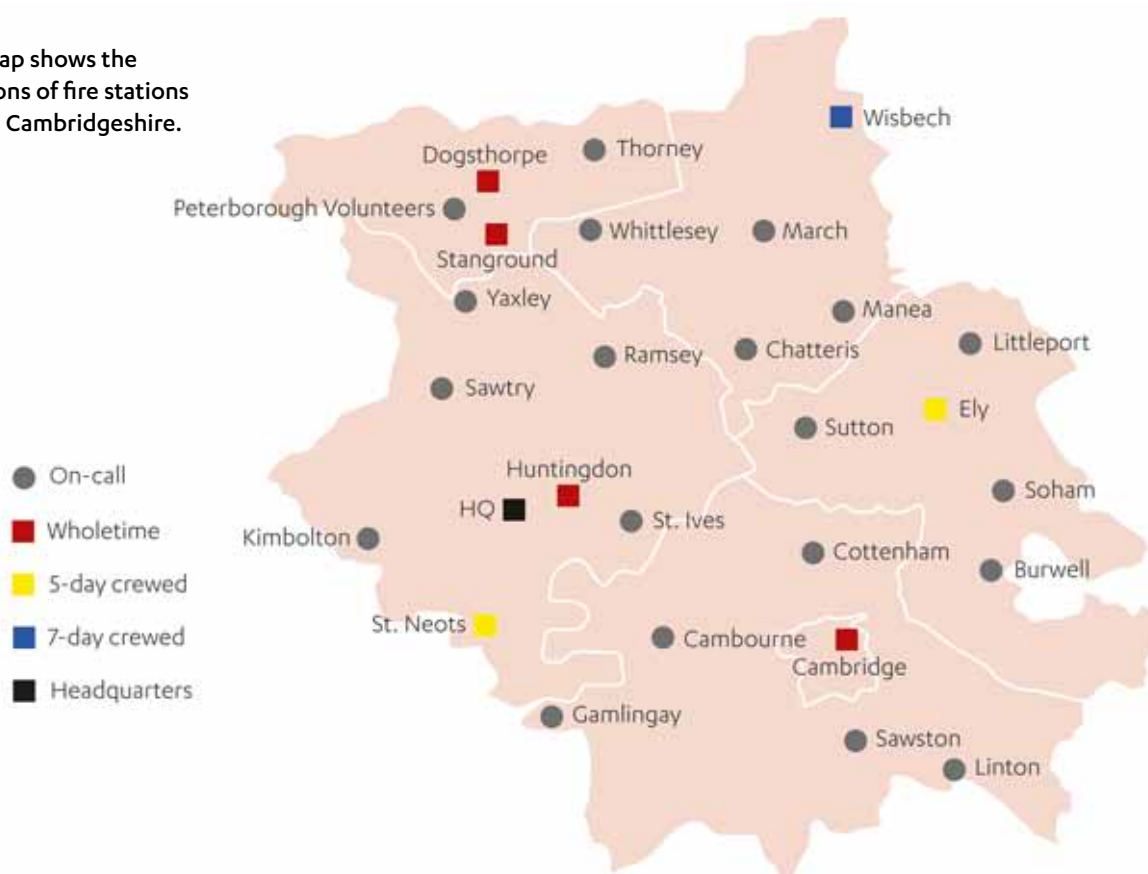 ap shows the
ons of fire stations
Cambridgeshire.
Wisbech
Thorney
Dogsthorpe
Peterborough Volunteers
Whittlesey
March
Stanground
Yaxley
Manea
Littleport
Chatteris
Ramsey
Sawtry
Ely
Sutton
Huntingdon
On-call
Soham
HQ
St. Ives
Wholetime
Kimbolton
Cottenham
Burwell
5-day crewed
St. Neots
7-day crewed
Cambourne
Cambridge
Headquarters
Gamlingay
Sawston
Linton